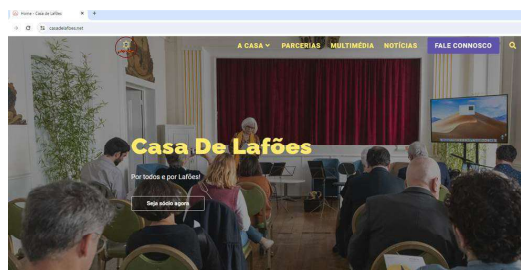 Home - Casa de Lafões
casadelafoes.net
A CASA PARCERIAS MULTIMÉDIA NOTÍCIAS FALE CONNOSCO
Casa De Lafões
Por todos e por Lafões!
Seja sócio agora